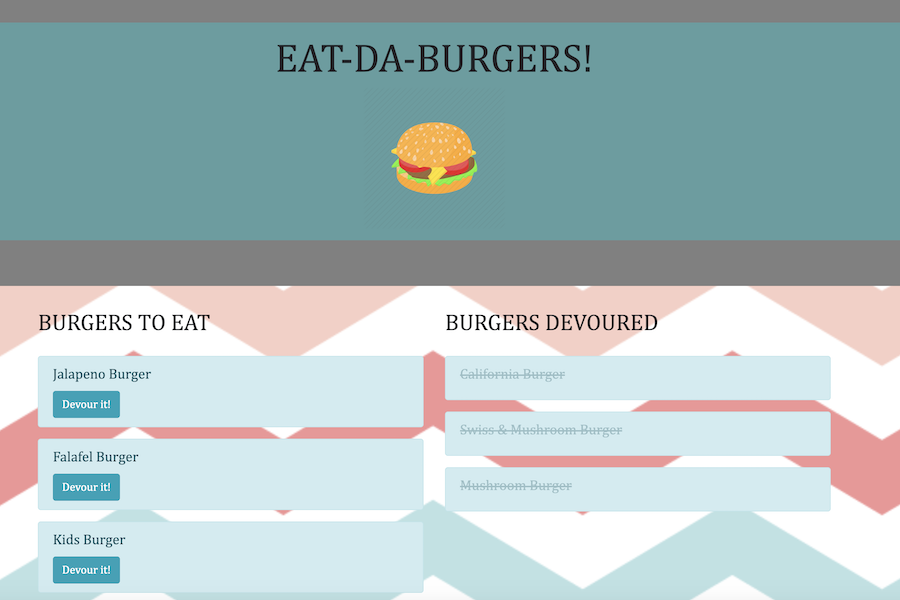 EAT-DA-BURGERS!
BURGERS TO EAT
Jalapeno Burger
Devour it!
Falafel Burger
Devour it!
Kids Burger
Devour it!
BURGERS DEVOURED
California Burger
Swiss & Mushroom Burger
Mushroom Burger